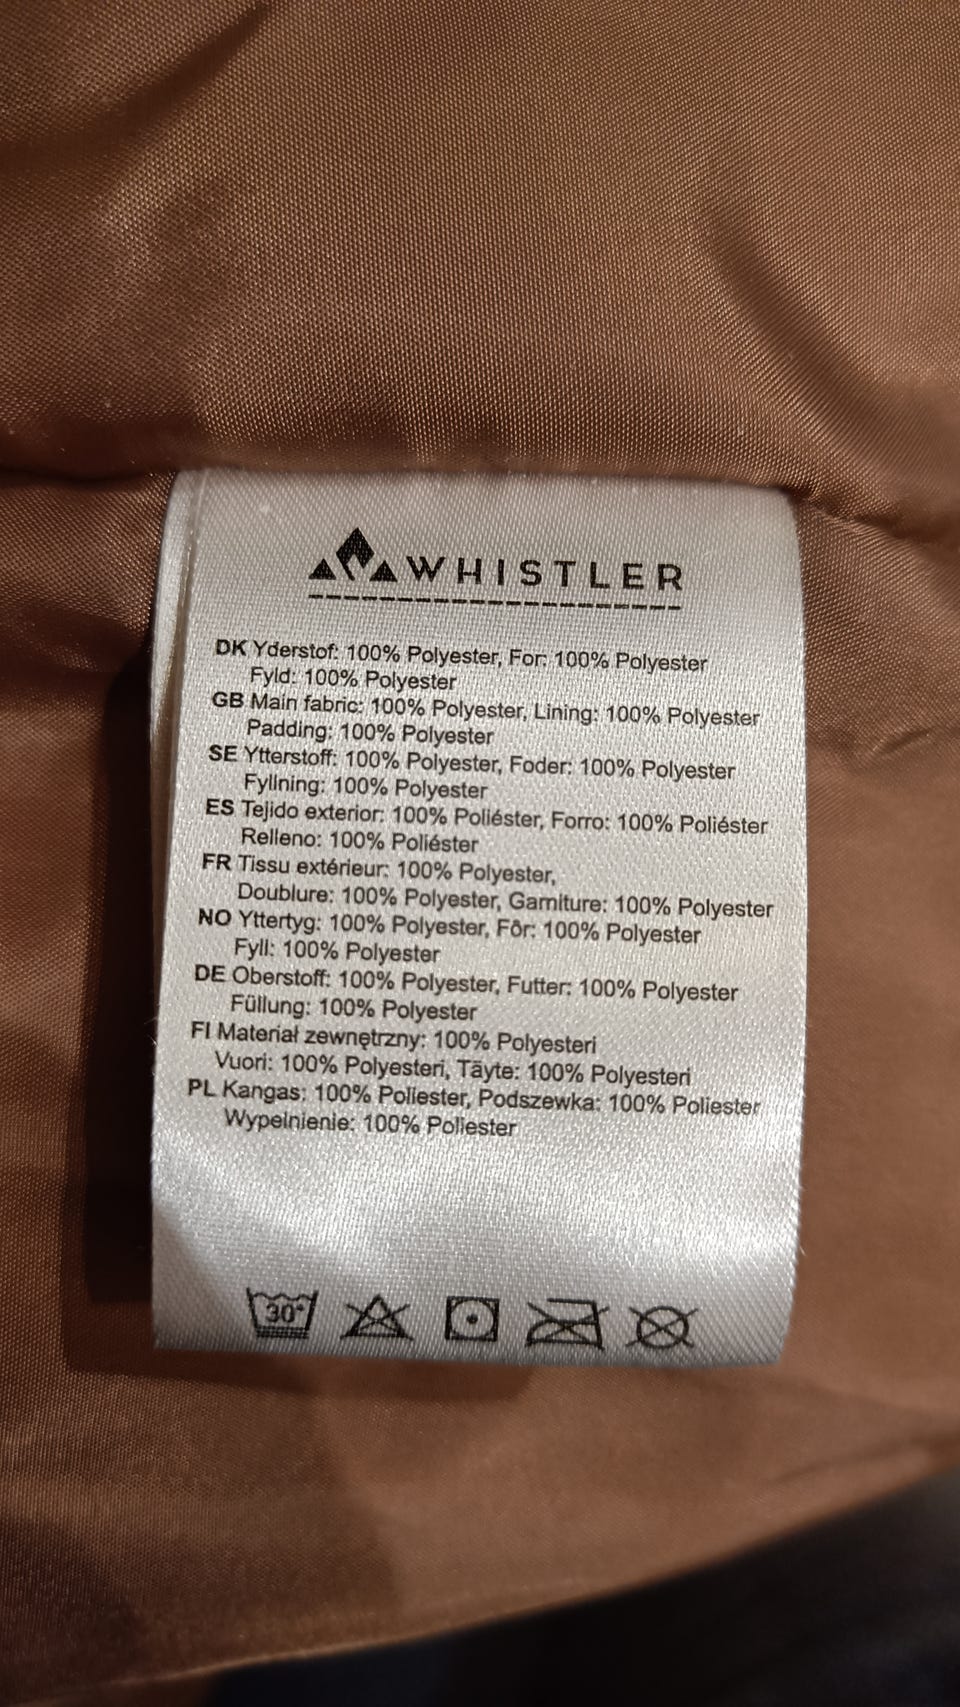 WHISTLER
DK Yderstof: 100% Polyester, For: 100% Polyester
Fyld: 100% Polyester
GB Main fabric: 100% Polyester, Lining: 100% Polyester
Padding: 100% Polyester
SE Ytterstoff: 100% Polyester, Foder: 100% Polyester
Fyllning: 100% Polyester
ES Tejido exterior: 100% Poliéster, Forro: 100% Poliéster
Relleno: 100% Poliéster
FR Tissu extérieur: 100% Polyester,
Doublure: 100% Polyester, Garniture: 100% Polyester
NO Yttertyg: 100% Polyester, Fôr: 100% Polyester
Fyll: 100% Polyester
DE Oberstoff: 100% Polyester, Futter: 100% Polyester
Füllung: 100% Polyester
FI Materiał zewnętrzny: 100% Polyesteri
Vuori: 100% Polyesteri, Täyte: 100% Polyesteri
PL Kangas: 100% Poliester, Podszewka: 100% Poliester
Wypełnienie: 100% Poliester
30°